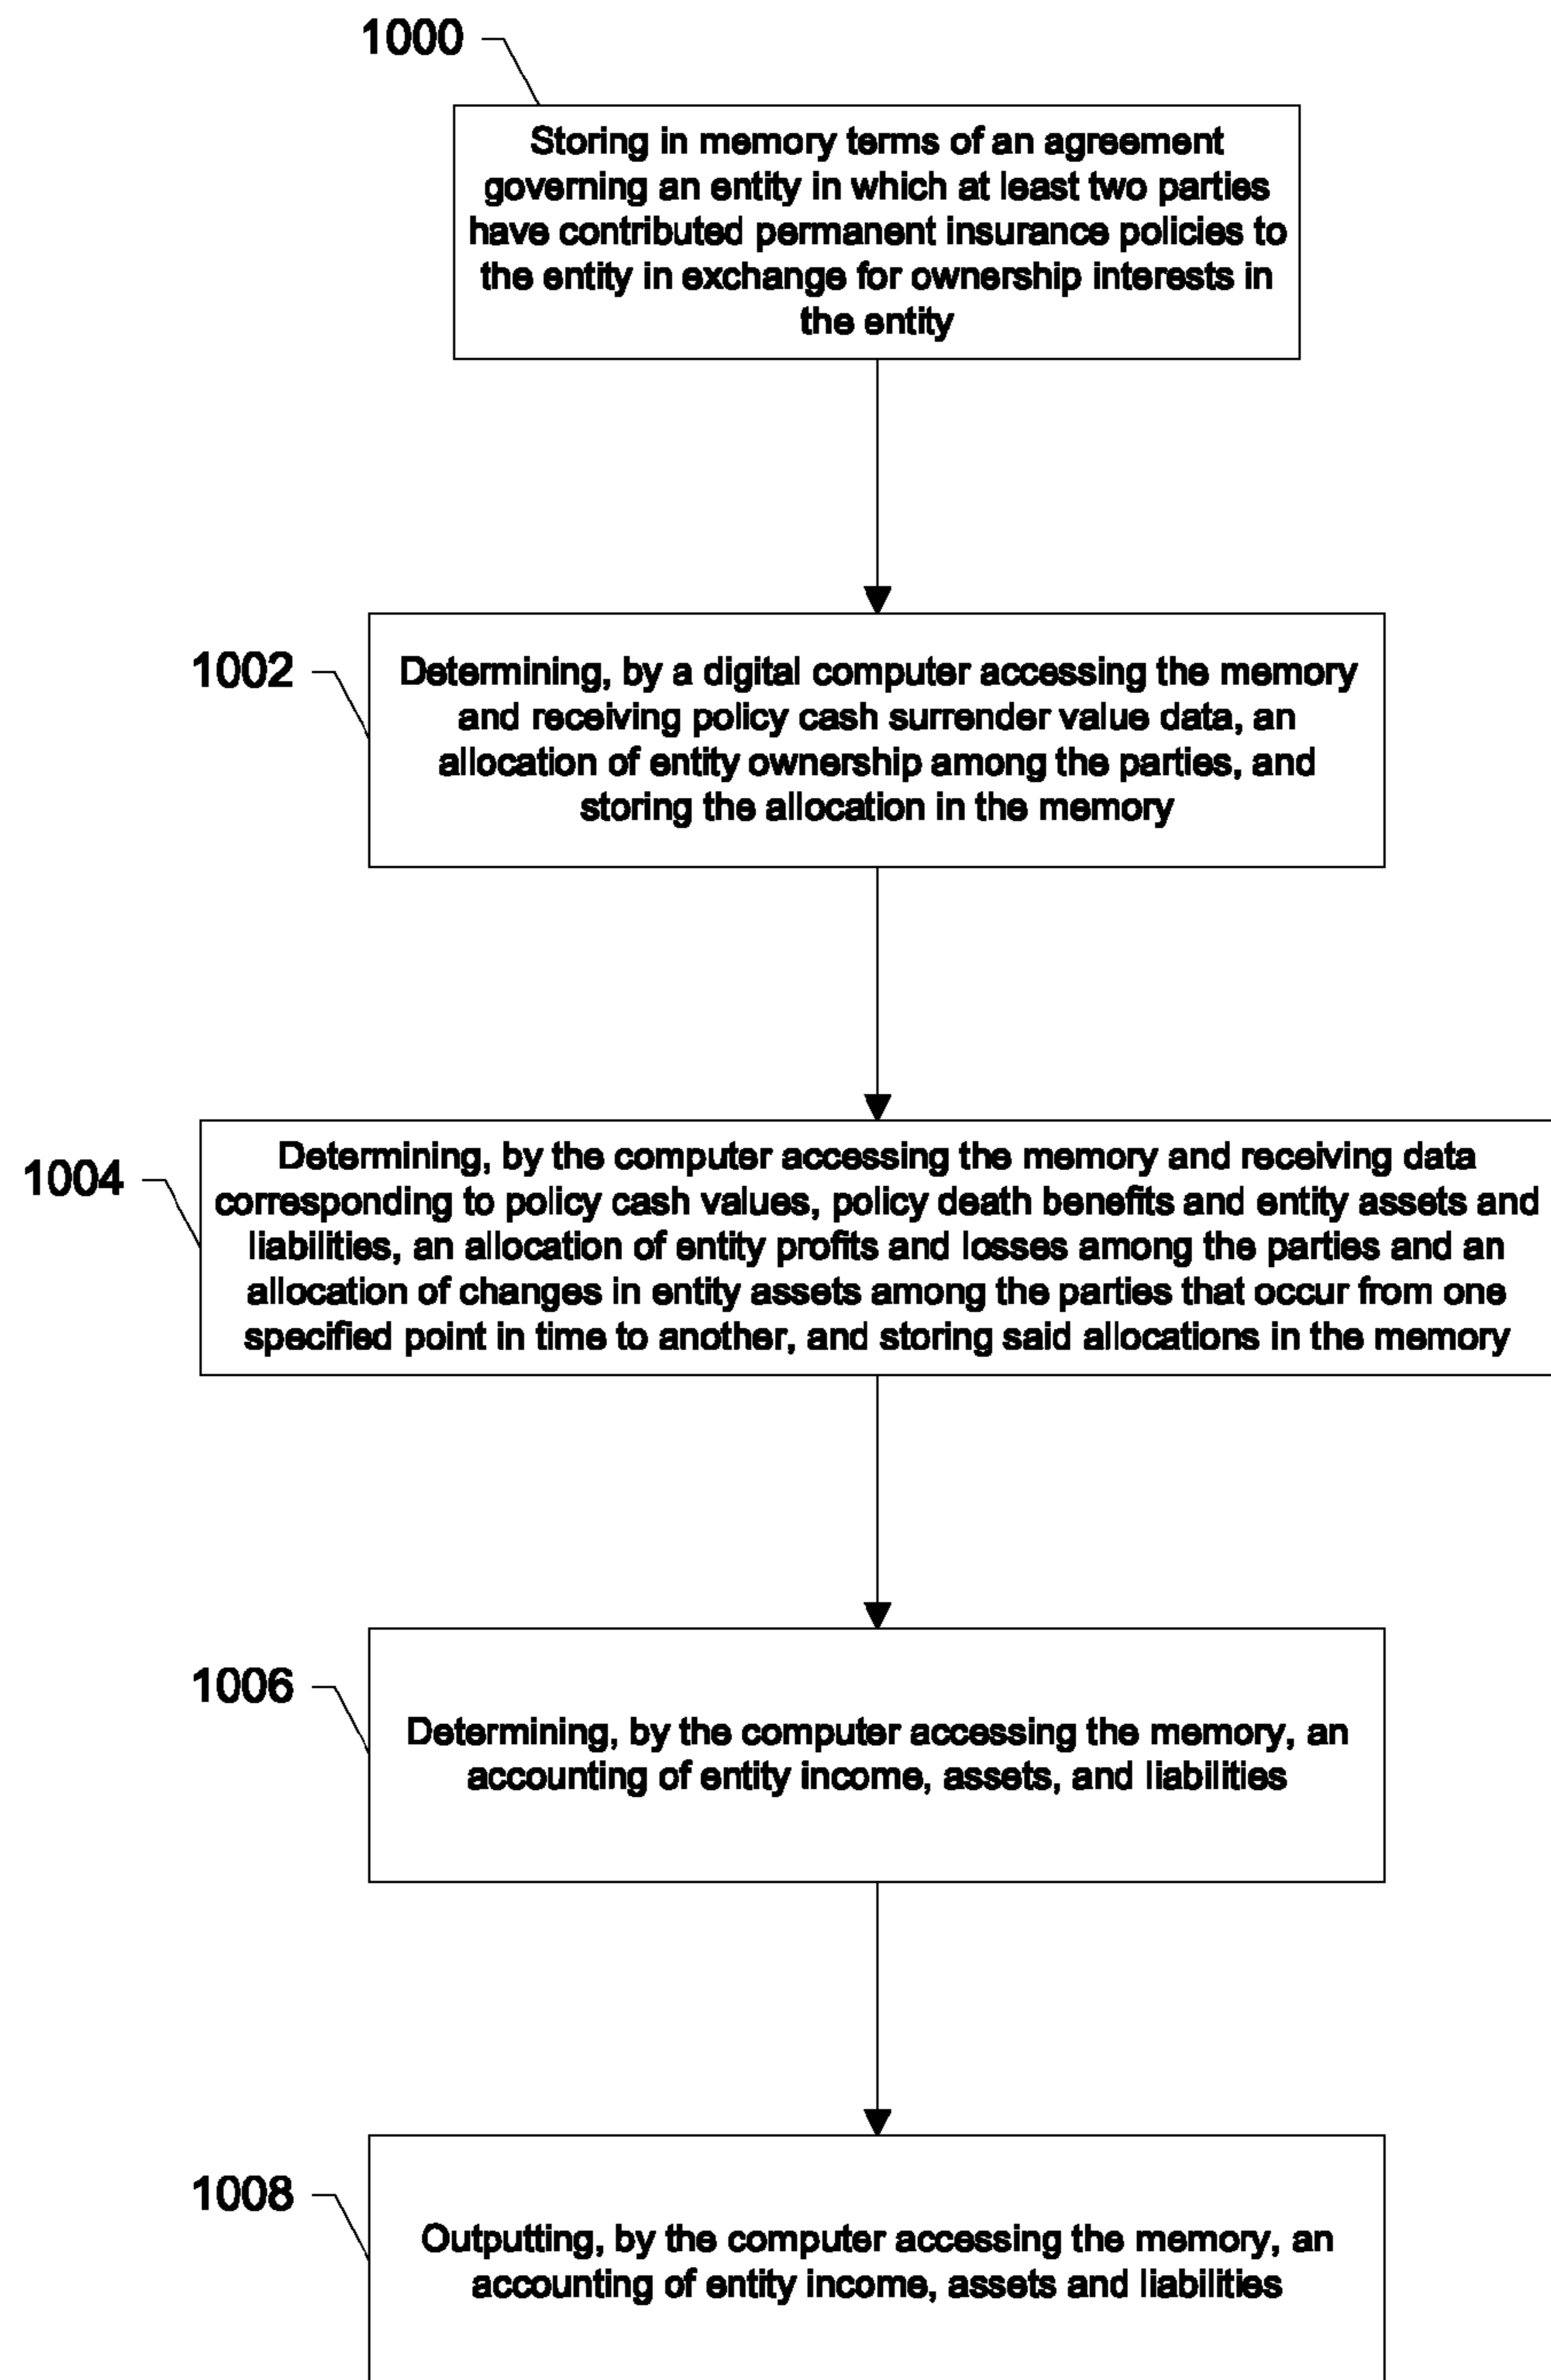 1000
Storing in memory terms of an agreement
governing an entity in which at least two parties
have contributed permanent insurance policies to
the entity in exchange for ownership interests in
the entity
1002
Determining, by a digital computer accessing the memory
and receiving policy cash surrender value data, an
allocation of entity ownership among the parties, and
storing the allocation in the memory
1004
Determining, by the computer accessing the memory and receiving data
corresponding to policy cash values, policy death benefits and entity assets and
liabilities, an allocation of entity profits and losses among the parties and an
allocation of changes in entity assets among the parties that occur from one
specified point in time to another, and storing said allocations in the memory
1006
Determining, by the computer accessing the memory, an
accounting of entity income, assets, and liabilities
1008
Outputting, by the computer accessing the memory, an
accounting of entity income, assets and liabilities